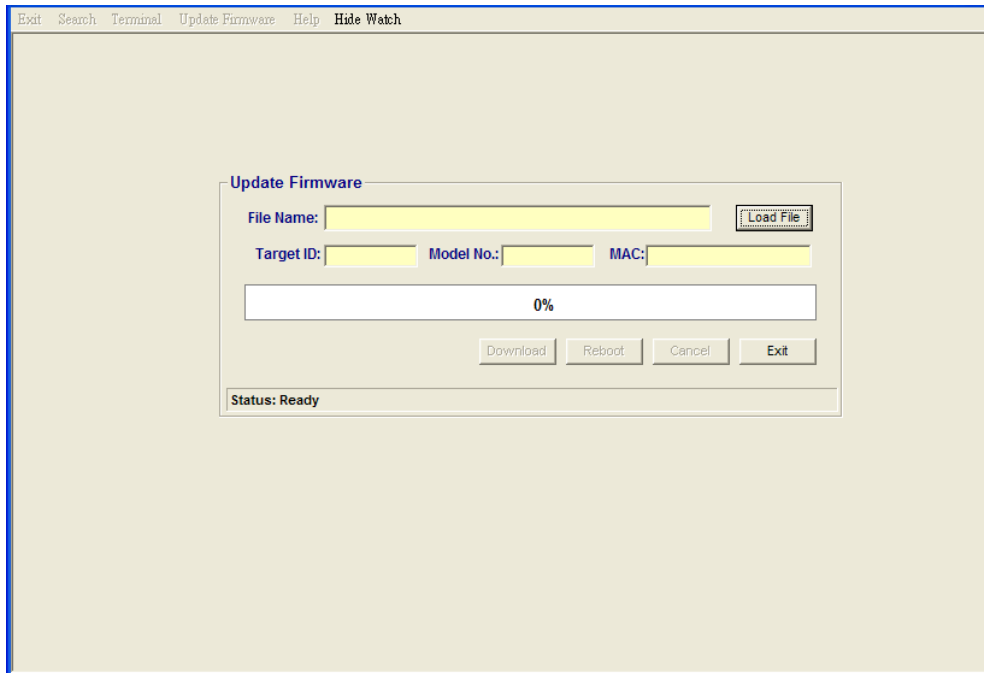 Exit Search Terminal Update Firmware Help Hide Watch
Update Firmware
File Name: Load File
Target ID: Model No.: MAC:
0%
Download Reboot Cancel Exit
Status: Ready